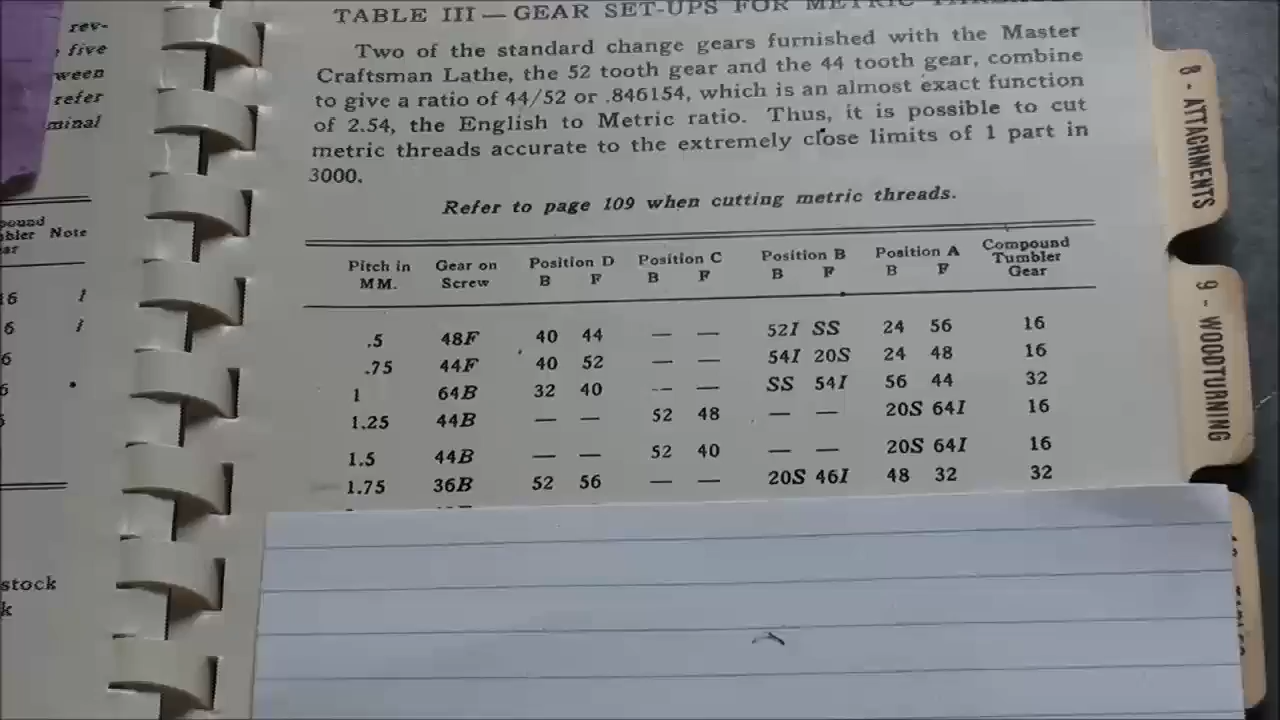 TABLE III — GEAR SET-UPS FOR METRIC
Two of the standard change gears furnished with the Master
Craftsman Lathe, the 52 tooth gear and the 44 tooth gear, combine
to give a ratio of 44/52 or .846154, which is an almost exact function
of 2.54, the English to Metric ratio. Thus, it is possible to cut
metric threads accurate to the extremely close limits of 1 part in
3000.
Refer to page 109 when cutting metric threads.
Pitch in MM. Gear on Screw Position D B F Position C B F Position B B F Position A B F Compound Tumbler Gear
.5 48F 40 44 — — 52I SS 24 56 16
.75 44F 40 52 — — 54I 20S 24 48 16
1 64B 32 40 — — SS 54I 56 44 32
1.25 44B — — 52 48 — — 20S 64I 16
1.5 44B — — 52 40 — — 20S 64I 16
1.75 36B 52 56 — — 20S 46I 48 32 32
rev-
five
ween
refer
minal
Note
6
6
6
stock
k
8 - ATTACHMENTS
9 - WOODTURNING